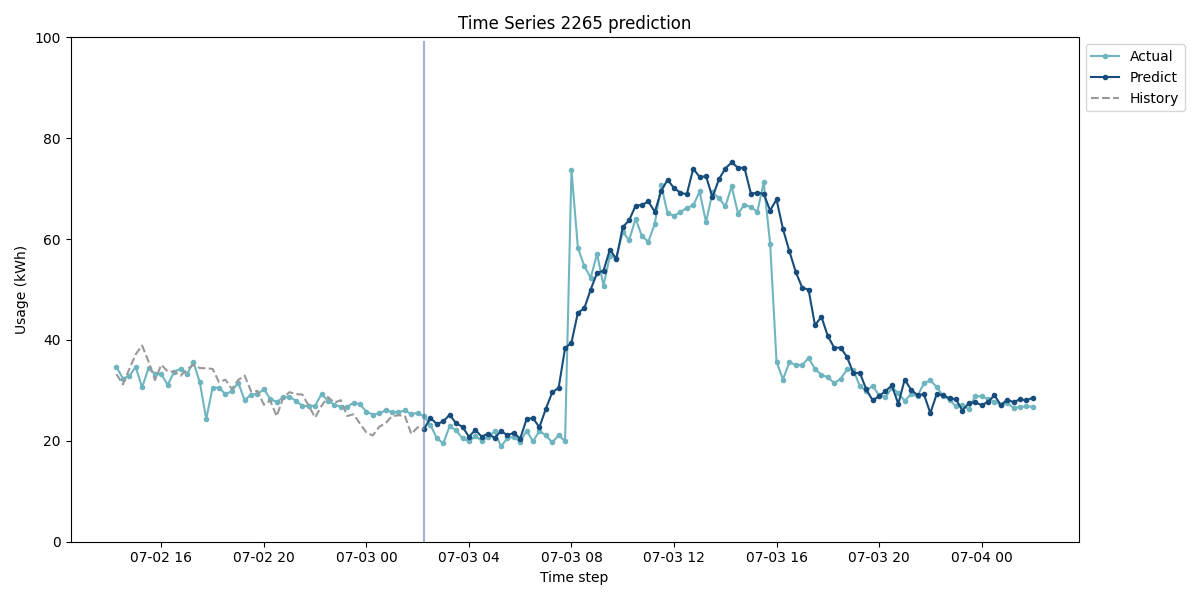 Time Series 2265 prediction
100
80
60
40
20
0
Usage (kWh)
07-02 16
07-02 20
07-03 00
07-03 04
07-03 08
07-03 12
07-03 16
07-03 20
07-04 00
Time step
Actual
Predict
History